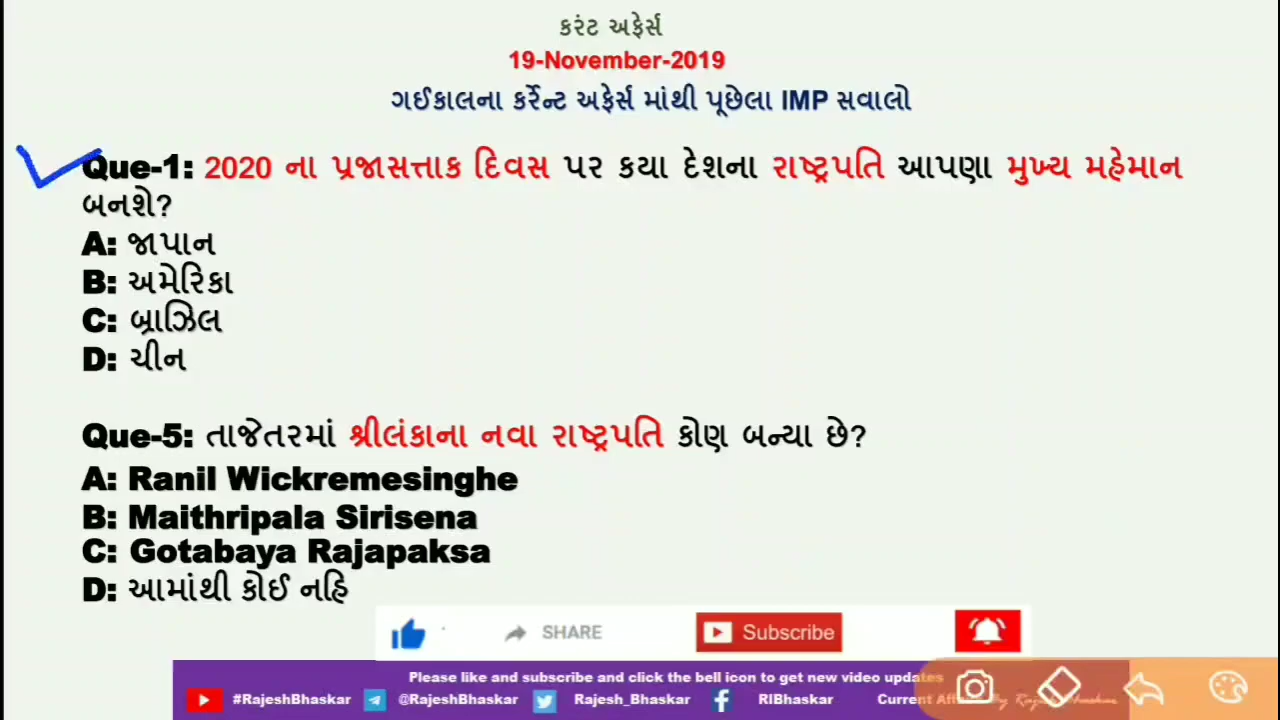 કરંટ અફેર્સ
19-November-2019
ગઈકાલના કર્રેન્ટ અફેર્સ માંથી પૂછેલા IMP સવાલો
Que-1: 2020 ના પ્રજાસત્તાક દિવસ પર કયા દેશના રાષ્ટ્રપતિ આપણા મુખ્ય મહેમાન
બનશે?
A: જાપાન
B: અમેરિકા
C: બ્રાઝિલ
D: ચીન
Que-5: તાજેતરમાં શ્રીલંકાના નવા રાષ્ટ્રપતિ કોણ બન્યા છે?
A: Ranil Wickremesinghe
B: Maithripala Sirisena
C: Gotabaya Rajapaksa
D: આમાંથી કોઈ નહિ
SHARE Subscribe
Please like and subscribe and click the bell icon to get new video updates
#RajeshBhaskar @RajeshBhaskar Rajesh_Bhaskar RIBhaskar Current